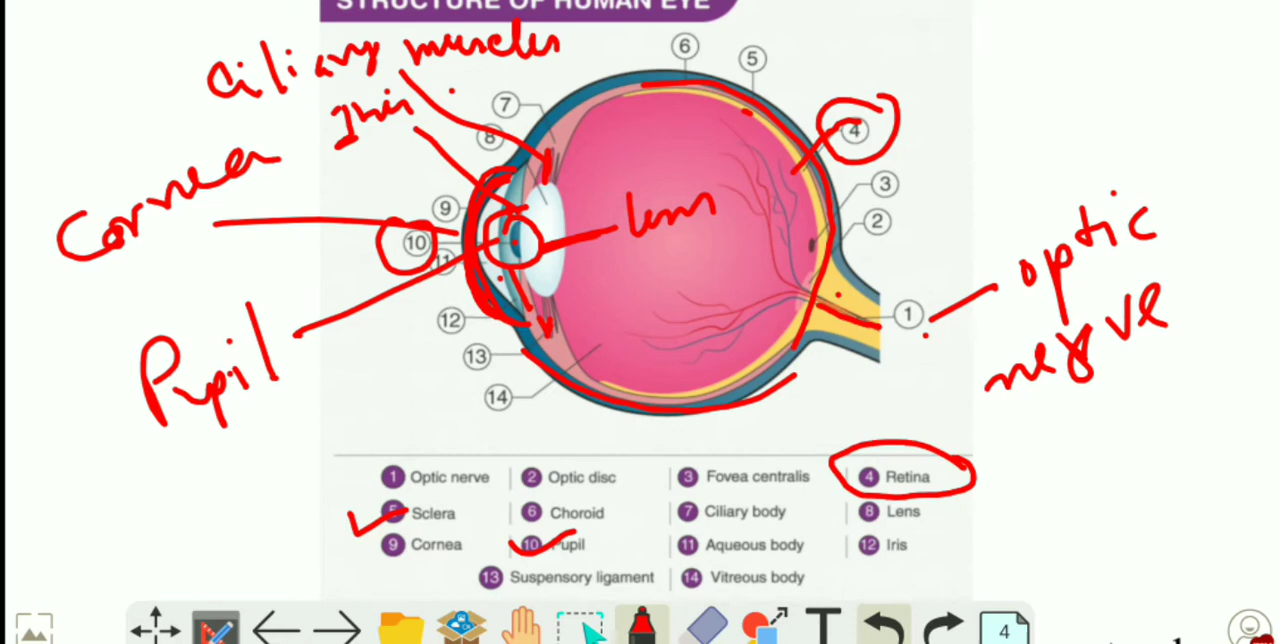 STRUCTURE OF HUMAN EYE
Ciliary muscles
Iris
Cornea
Pupil
lens
optic
nerve
6
5
7
4
8
3
9
2
10
11
1
12
13
14
1 Optic nerve
2 Optic disc
3 Fovea centralis
4 Retina
5 Sclera
6 Choroid
7 Ciliary body
8 Lens
9 Cornea
10 Pupil
11 Aqueous body
12 Iris
13 Suspensory ligament
14 Vitreous body
T
4